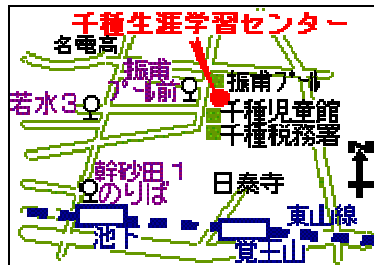 千種生涯学習センター
名電高
振甫
プール前
振甫プール
若水3
千種児童館
千種税務署
幹砂田1
のりば
日泰寺
東山線
池下
覚王山